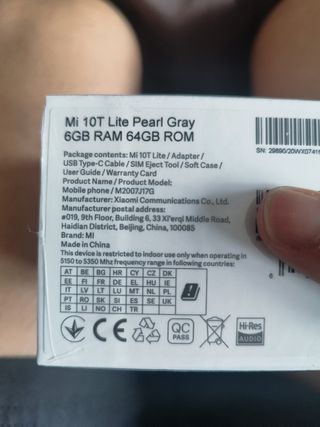 Mi 10T Lite Pearl Gray
6GB RAM 64GB ROM
Package contents: Mi 10T Lite / Adapter /
USB Type-C Cable / SIM Eject Tool / Soft Case /
User Guide / Warranty Card
Product Name / Product Model:
Mobile phone / M2007J17G
Manufacturer: Xiaomi Communications Co., Ltd.
Manufacturer postal address:
#019, 9th Floor, Building 6, 33 Xi'erqi Middle Road,
Haidian District, Beijing, China, 100085
Brand: MI
Made in China
This device is restricted to indoor use only when operating in
5150 to 5350 Mhz frequency range in following countries:
AT BE BG HR CY CZ DK
EE FI FR DE EL HU IE
IT LV LT LU MT NL PL
PT RO SK SI ES SE UK
IS LI NO CH TR
CE
QC
PASS
Hi-Res
AUDIO